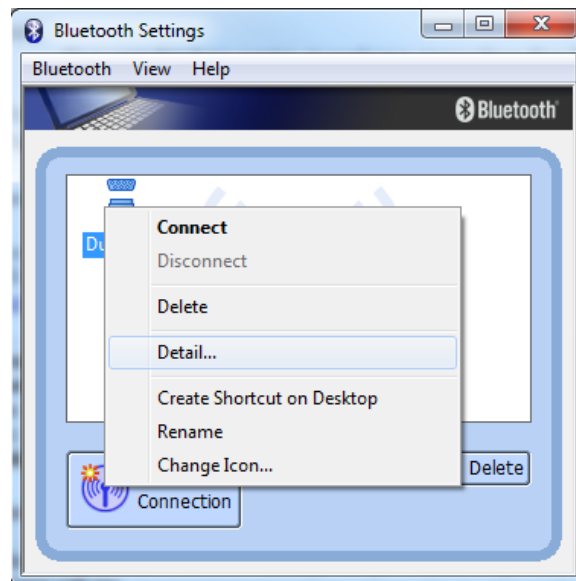 Bluetooth Settings
Bluetooth View Help
Bluetooth
Connect
Disconnect
Delete
Detail...
Create Shortcut on Desktop
Rename
Change Icon...
Delete
Connection